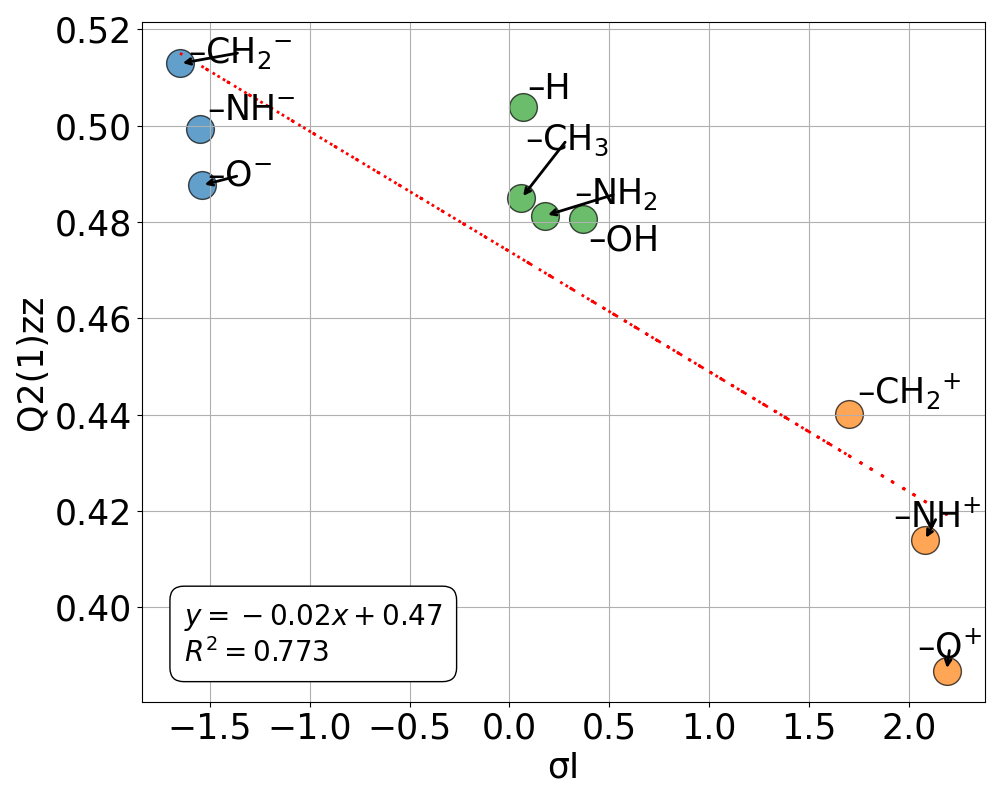 0.52
0.50
0.48
0.46
0.44
0.42
0.40
Q2(1)zz
–CH₂⁻
–NH⁻
–O⁻
–H
–CH₃
–NH₂
–OH
–CH₂⁺
–NH⁺
–O⁺
y = −0.02x + 0.47
R² = 0.773
−1.5 −1.0 −0.5 0.0 0.5 1.0 1.5 2.0
σI